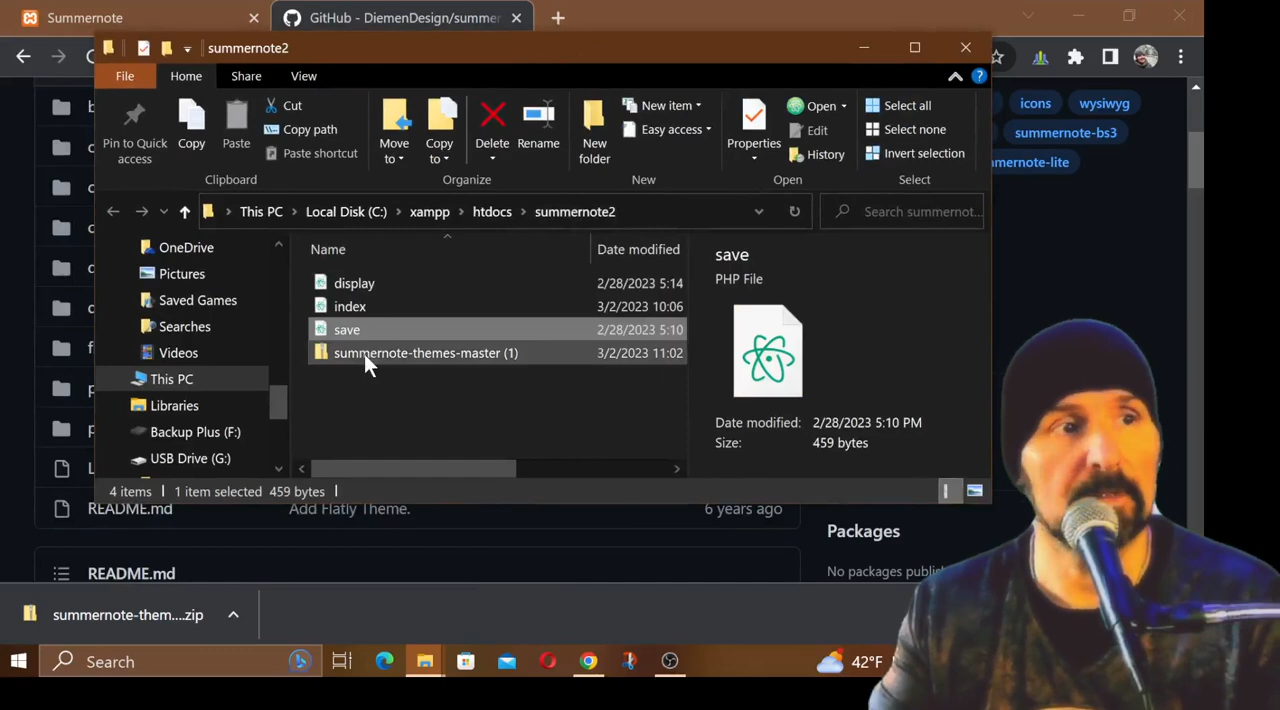 Summernote
GitHub - DiemenDesign/summer
summernote2
File
Home
Share
View
Pin to Quick access
Copy
Paste
Cut
Copy path
Paste shortcut
Clipboard
Move to
Copy to
Delete
Rename
Organize
New folder
New item
Easy access
New
Properties
Open
Edit
History
Open
Select all
Select none
Invert selection
Select
icons
wysiwyg
summernote-bs3
mernote-lite
This PC
Local Disk (C:)
xampp
htdocs
summernote2
Search summernot...
OneDrive
Pictures
Saved Games
Searches
Videos
This PC
Libraries
Backup Plus (F:)
USB Drive (G:)
Name
Date modified
display 2/28/2023 5:14
index 3/2/2023 10:06
save 2/28/2023 5:10
summernote-themes-master (1) 3/2/2023 11:02
save
PHP File
Date modified: 2/28/2023 5:10 PM
Size: 459 bytes
4 items
1 item selected 459 bytes
README.md
Add Flatly Theme.
6 years ago
Packages
No packages publis
README.md
summernote-them....zip
Search
42°F